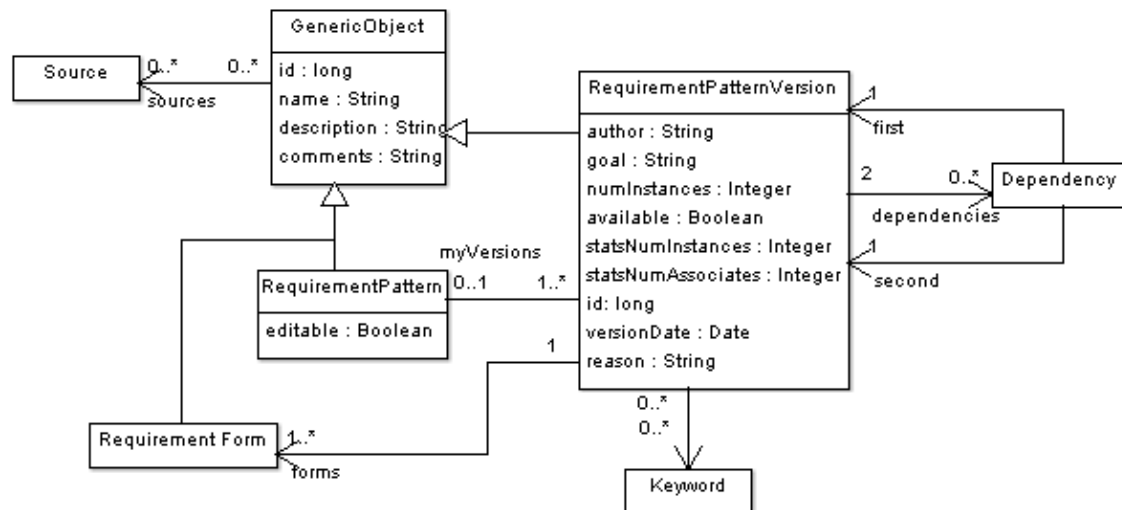 GenericObject
id : long
name : String
description : String
comments : String
Source
0..*
0..*
sources
RequirementPatternVersion
author : String
goal : String
numInstances : Integer
available : Boolean
statsNumInstances : Integer
statsNumAssociates : Integer
id: long
versionDate : Date
reason : String
1
first
2
0..*
dependencies
Dependency
1
second
myVersions
0..1
1..*
RequirementPattern
editable : Boolean
1
Requirement Form
1..*
forms
0..*
0..*
Keyword